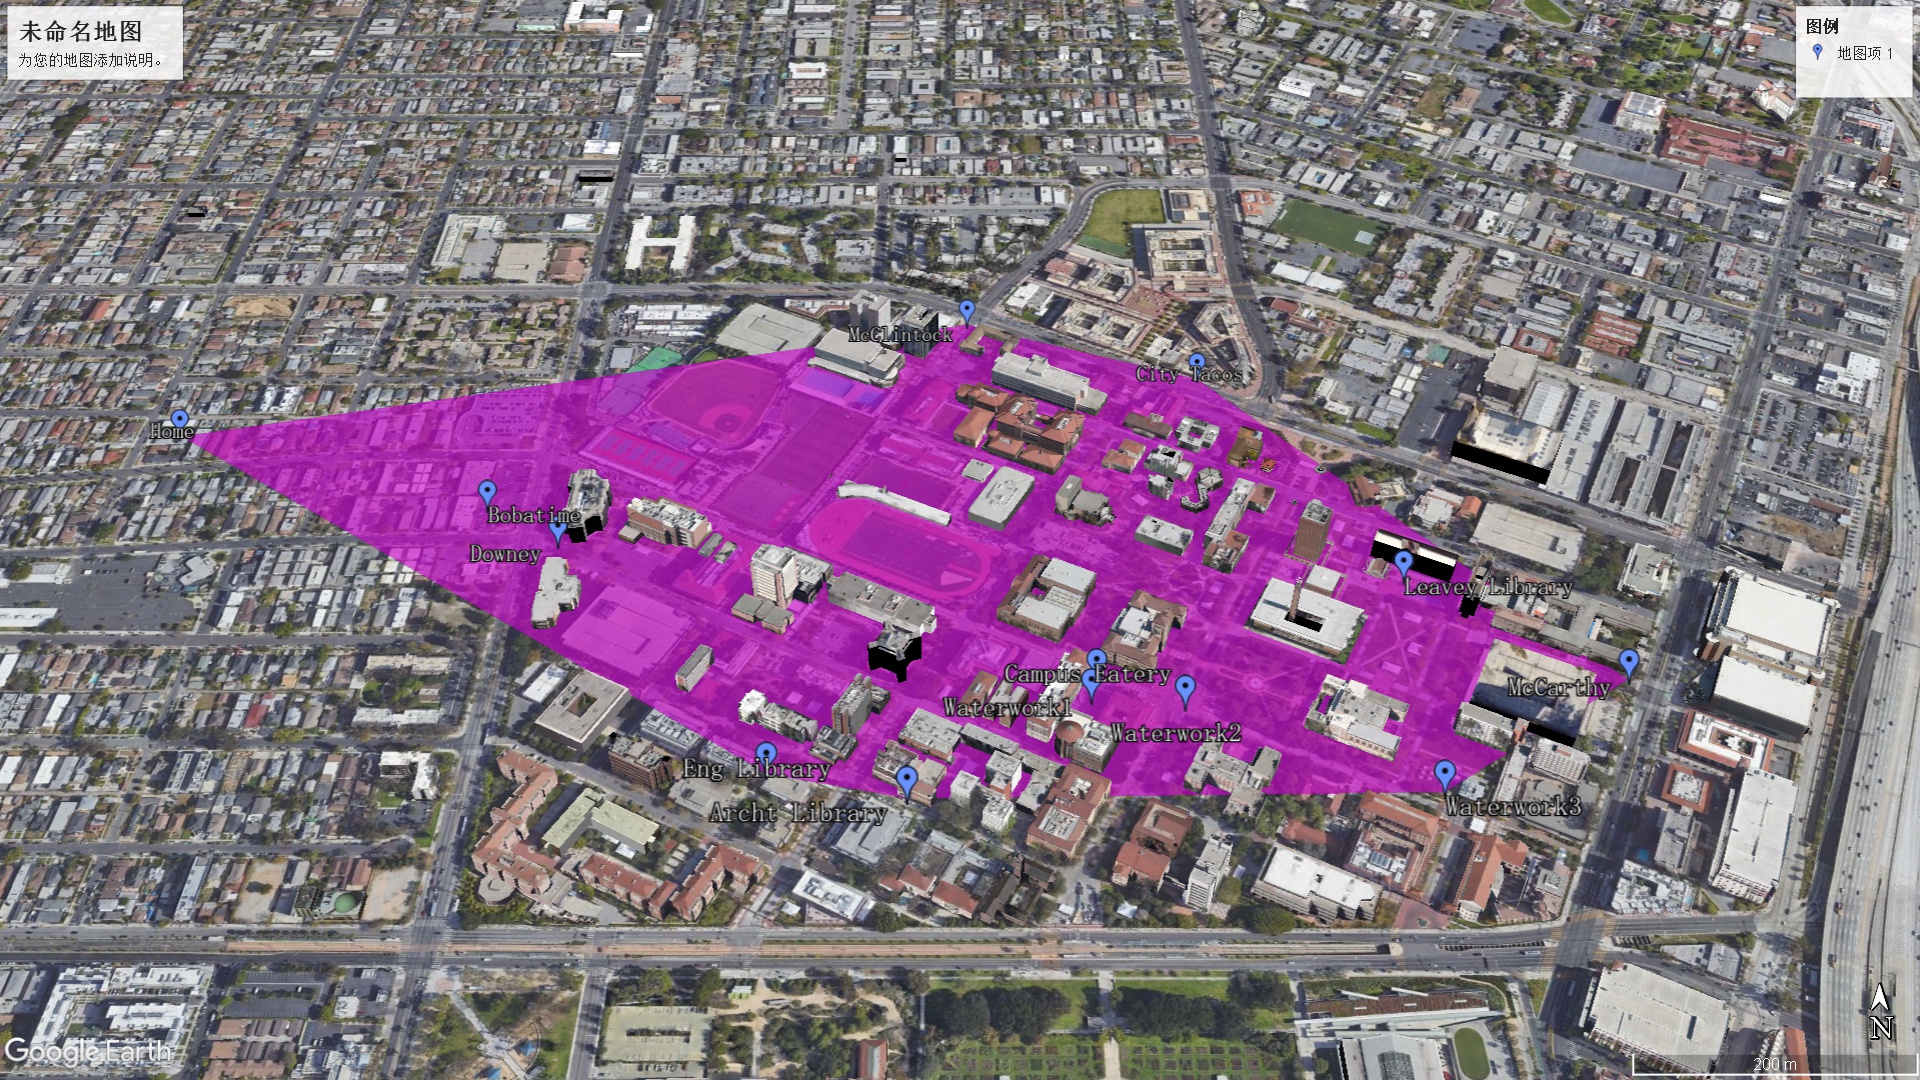 未命名地图
为您的地图添加说明。
图例
地图项 1
McClintock
City Tacos
Home
Bobatime
Downey
Leavey Library
Campus Eatery
McCarthy
Waterwork1
Waterwork2
Eng Library
Waterwork3
Archt Library
N
Google Earth
200 m